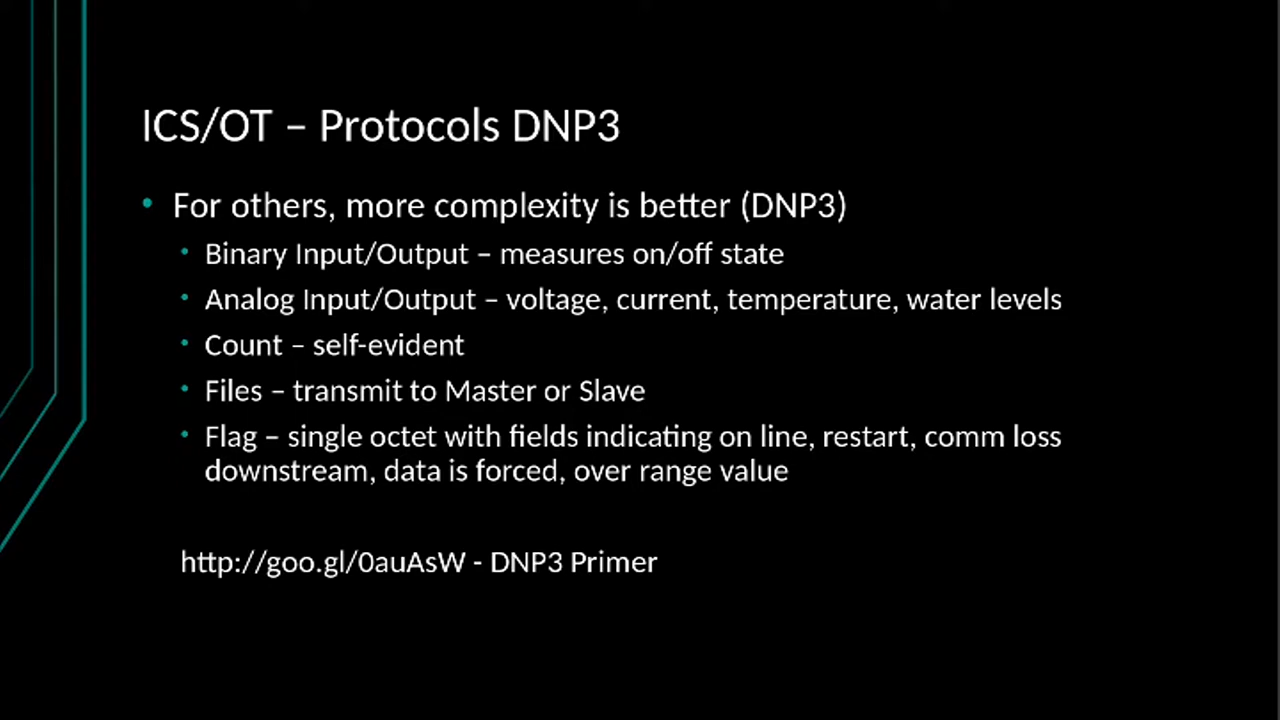 ICS/OT – Protocols DNP3
• For others, more complexity is better (DNP3)
• Binary Input/Output – measures on/off state
• Analog Input/Output – voltage, current, temperature, water levels
• Count – self-evident
• Files – transmit to Master or Slave
• Flag – single octet with fields indicating on line, restart, comm loss
downstream, data is forced, over range value
http://goo.gl/0auAsW - DNP3 Primer